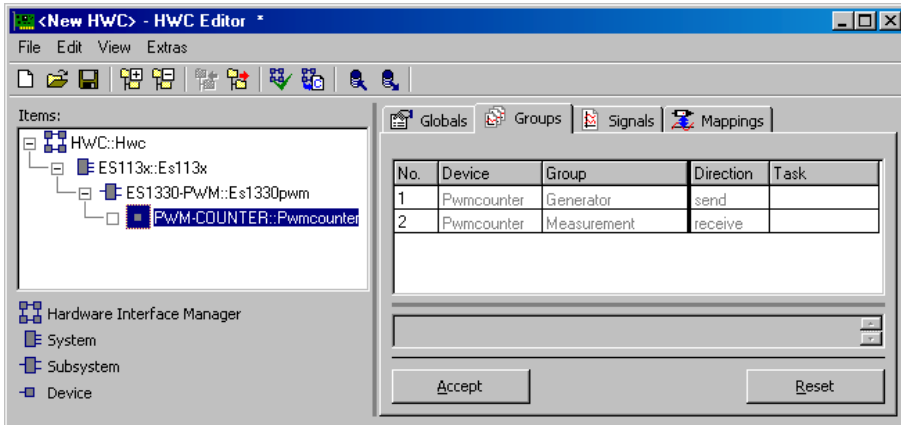 <New HWC> - HWC Editor *
File Edit View Extras
Items:
HWC::Hwc
ES113x::Es113x
ES1330-PWM::Es1330pwm
PWM-COUNTER::Pwmcounter
Hardware Interface Manager
System
Subsystem
Device
Globals Groups Signals Mappings
No. Device Group Direction Task
1 Pwmcounter Generator send
2 Pwmcounter Measurement receive
Accept Reset